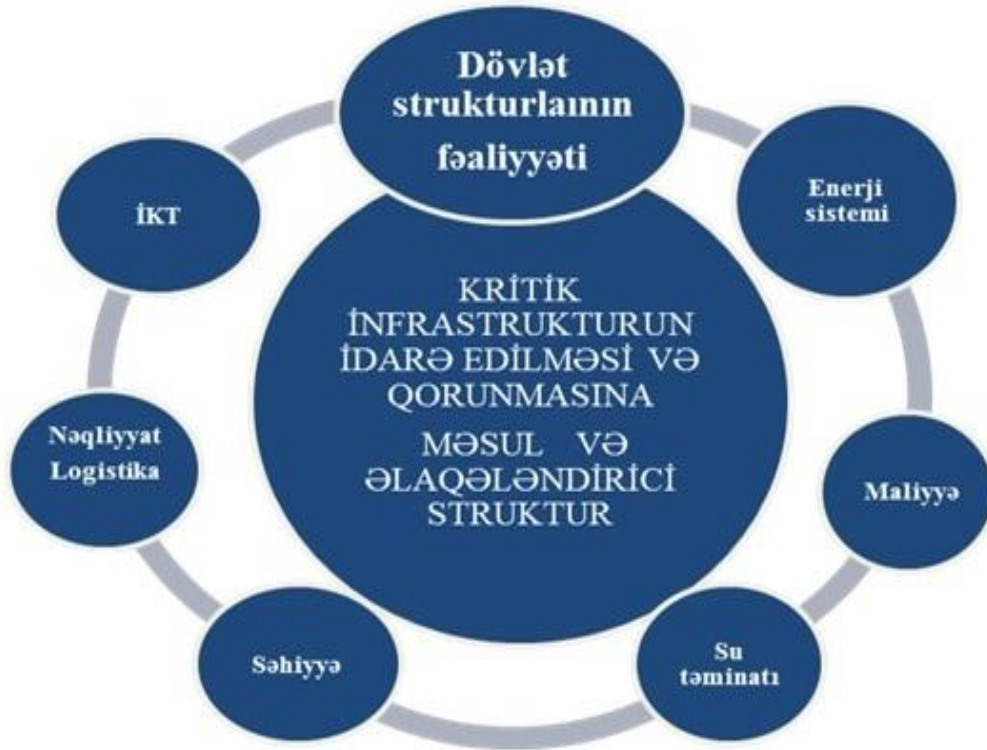 Dövlət
strukturlaının
fəaliyyəti
Enerji
sistemi
Maliyyə
Su
təminatı
Səhiyyə
Nəqliyyat
Logistika
İKT
KRİTİK
İNFRASTRUKTURUN
İDARƏ EDİLMƏSİ VƏ
QORUNMASINA
MƏSUL VƏ
ƏLAQƏLƏNDİRİCİ
STRUKTUR